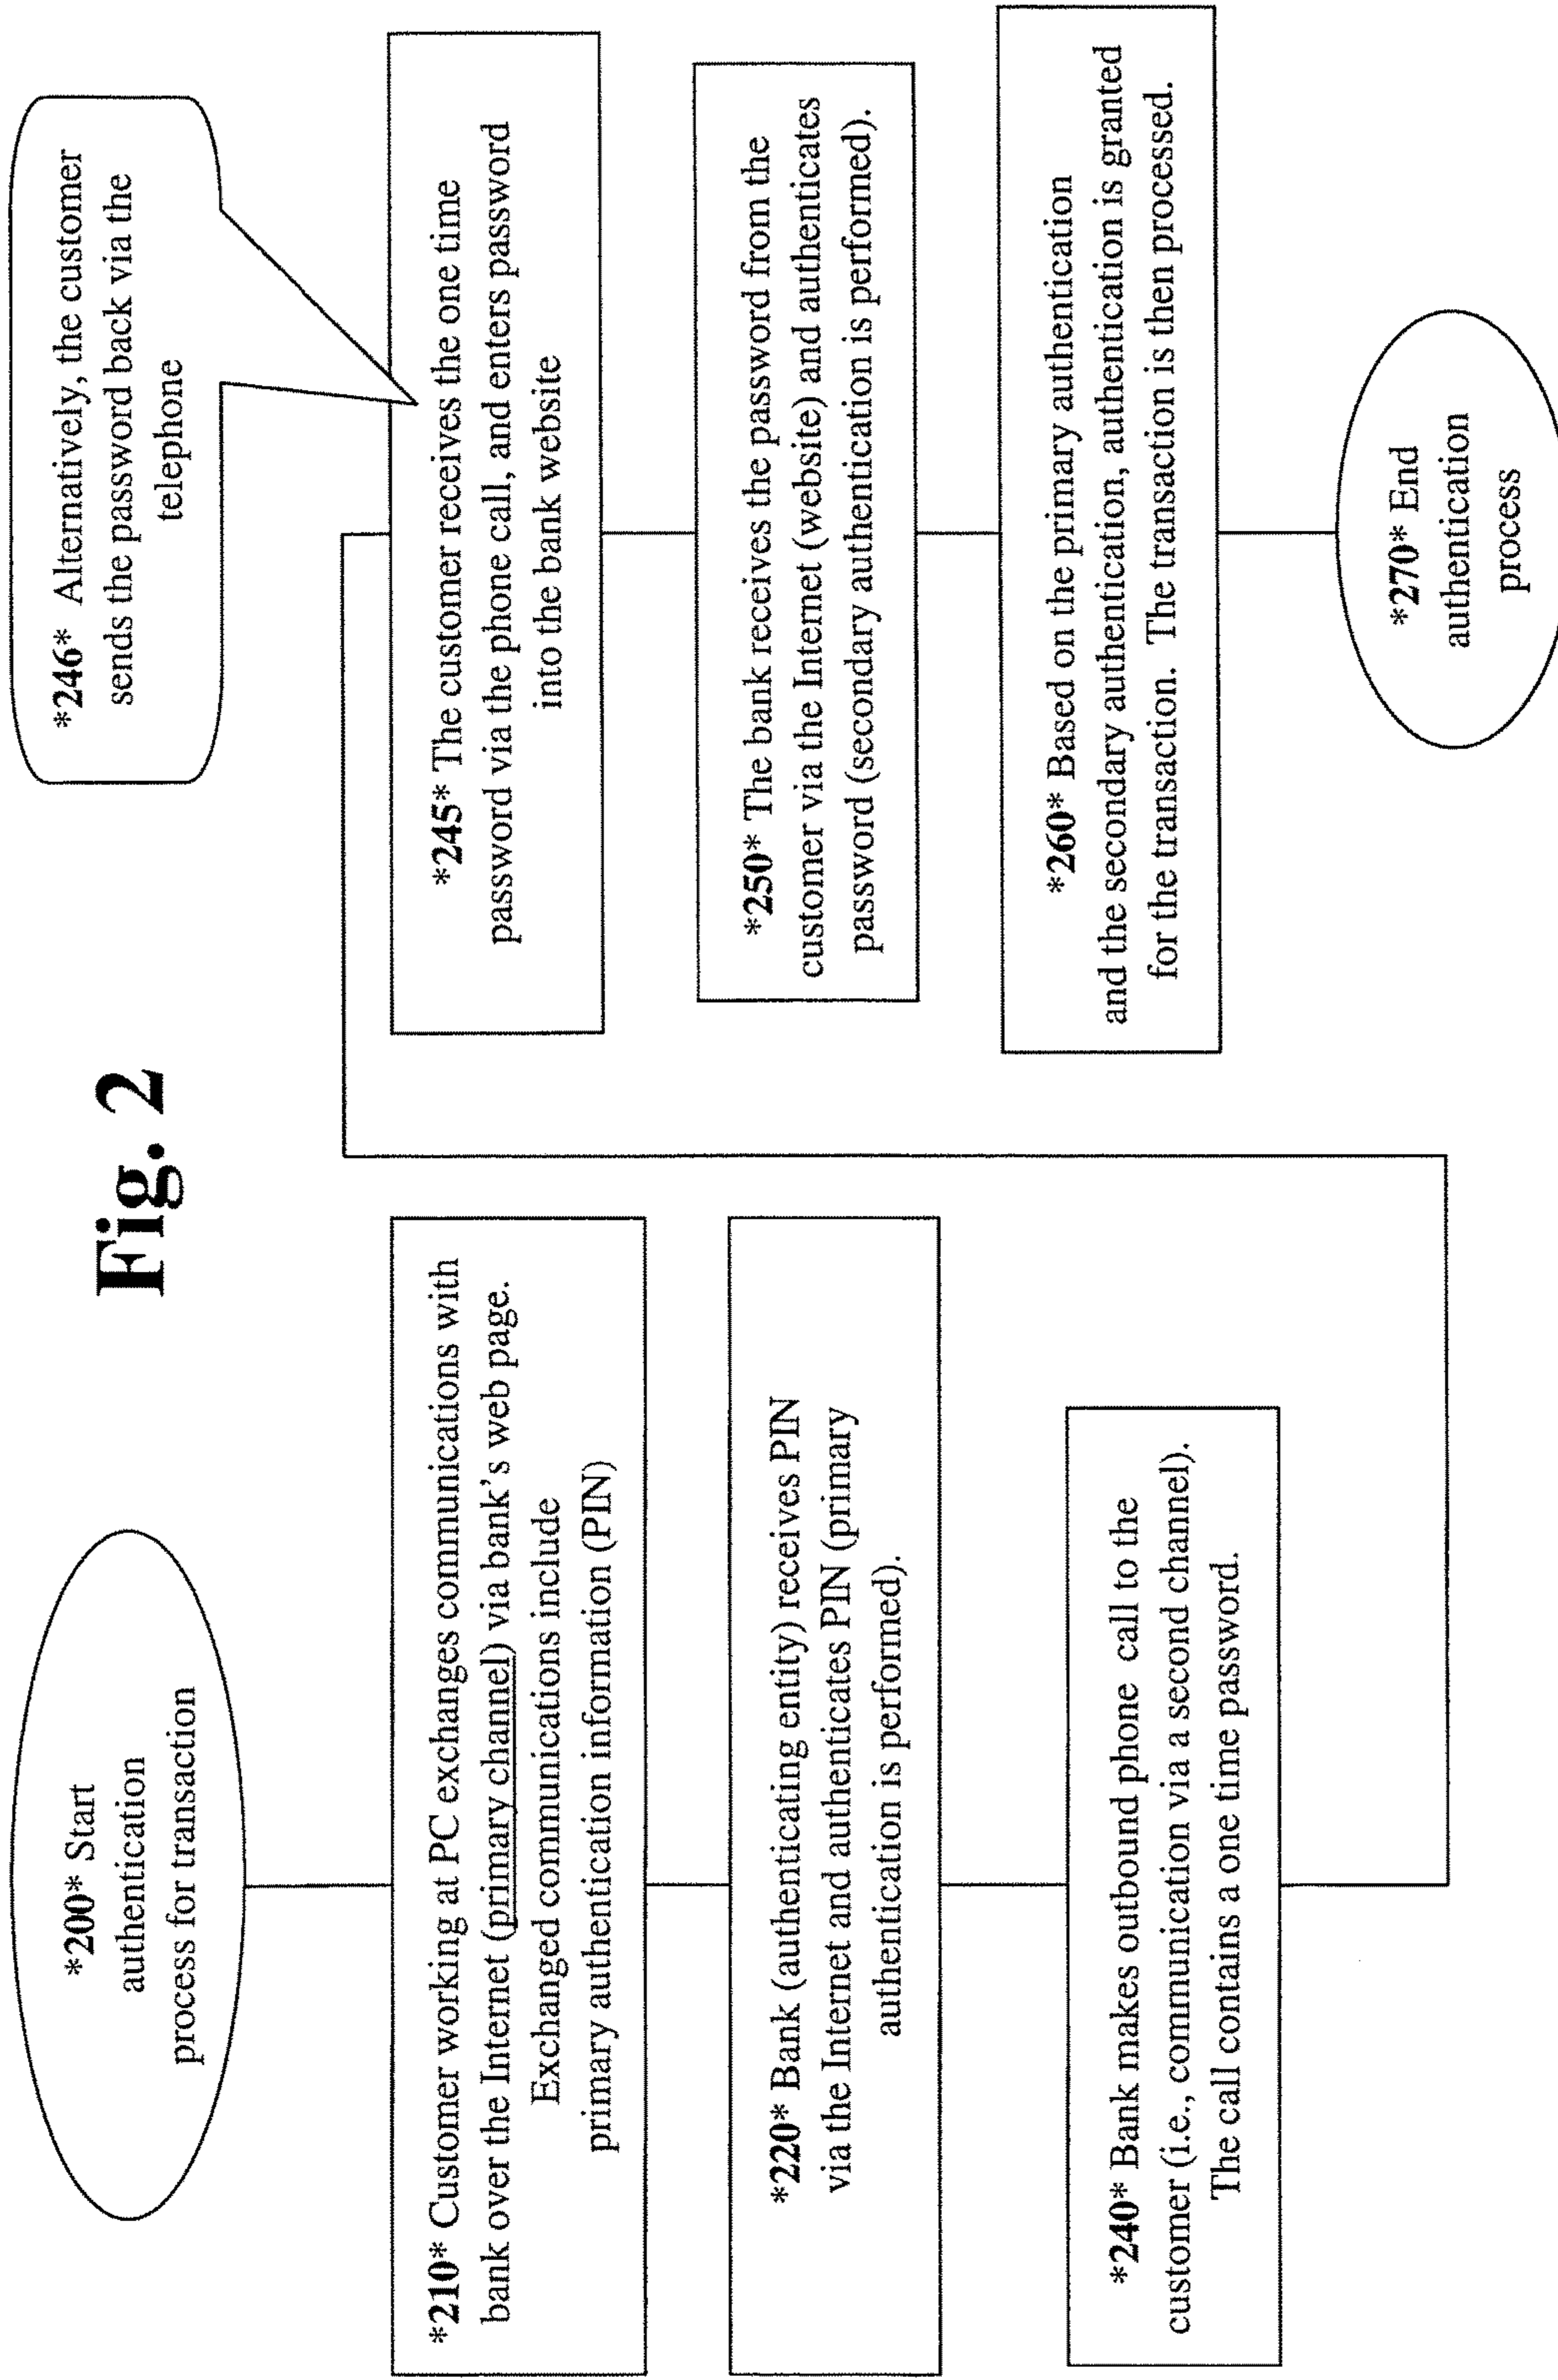 Fig. 2
*200* Start
authentication
process for transaction
*210* Customer working at PC exchanges communications with
bank over the Internet (primary channel) via bank's web page.
Exchanged communications include
primary authentication information (PIN)
*220* Bank (authenticating entity) receives PIN
via the Internet and authenticates PIN (primary
authentication is performed).
*240* Bank makes outbound phone call to the
customer (i.e., communication via a second channel).
The call contains a one time password.
*246* Alternatively, the customer
sends the password back via the
telephone
*245* The customer receives the one time
password via the phone call, and enters password
into the bank website
*250* The bank receives the password from the
customer via the Internet (website) and authenticates
password (secondary authentication is performed).
*260* Based on the primary authentication
and the secondary authentication, authentication is granted
for the transaction. The transaction is then processed.
*270* End
authentication
process